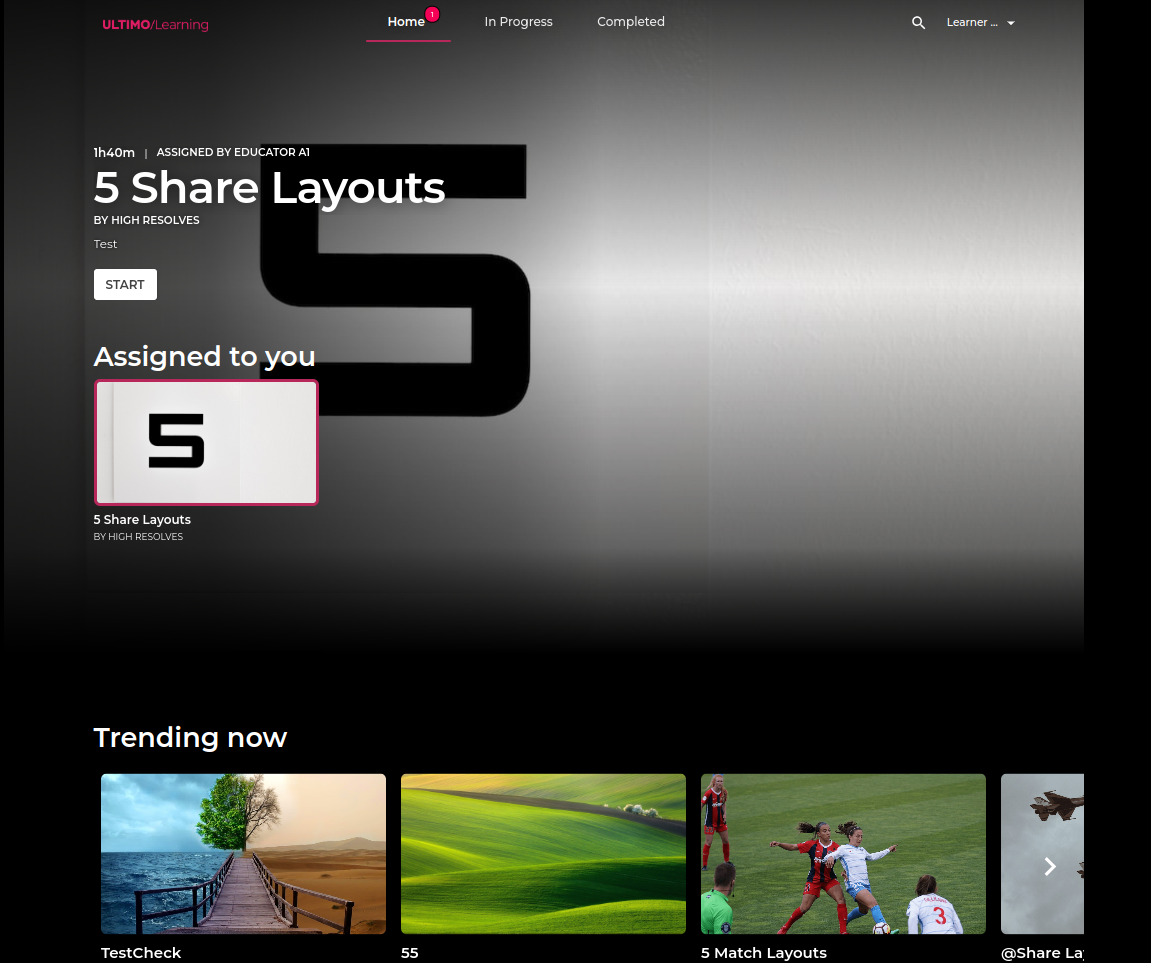 ULTIMO/Learning
Home 1 In Progress Completed Learner ...
1h40m | ASSIGNED BY EDUCATOR A1
5 Share Layouts
BY HIGH RESOLVES
Test
START
Assigned to you
5
5 Share Layouts
BY HIGH RESOLVES
Trending now
3
TestCheck 55 5 Match Layouts @Share La